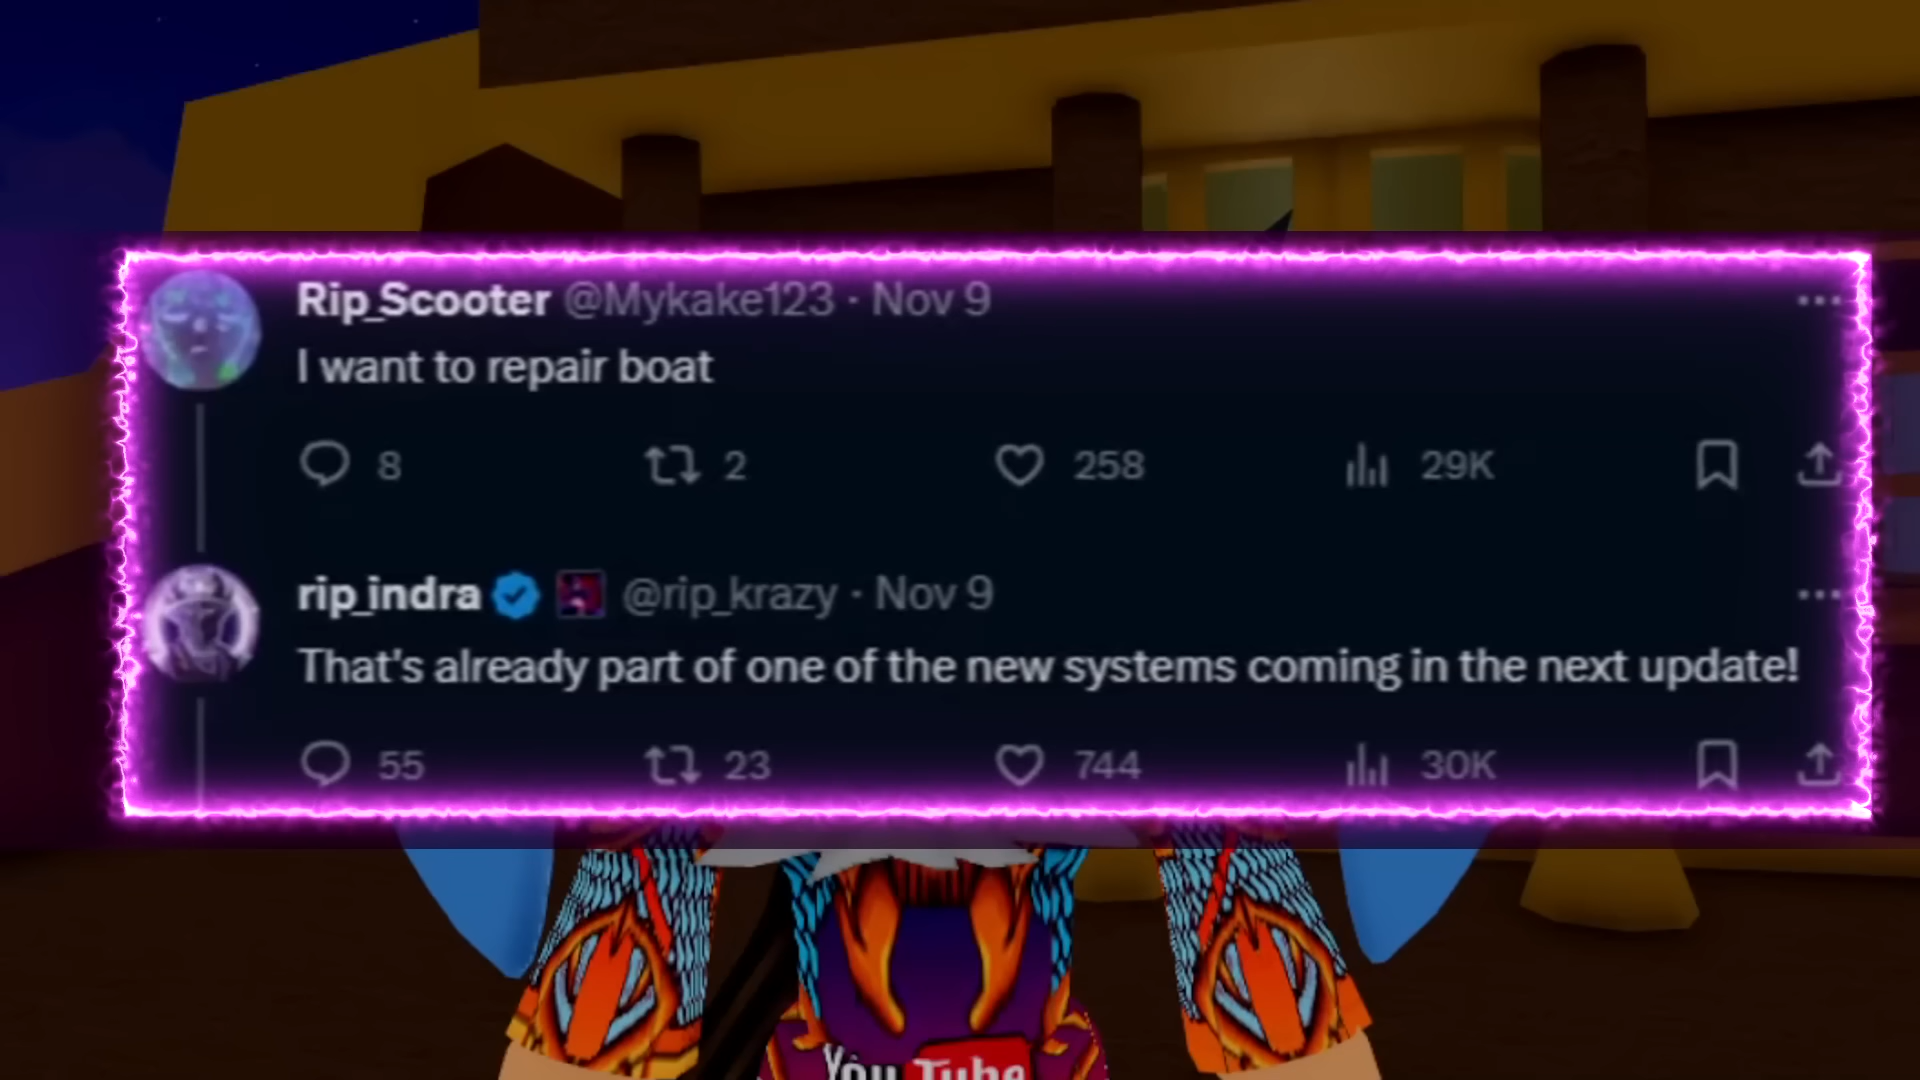 Rip_Scooter @Mykake123 · Nov 9
I want to repair boat
8 2 258 29K
rip_indra @rip_krazy · Nov 9
That's already part of one of the new systems coming in the next update!
55 23 744 30K
YouTube